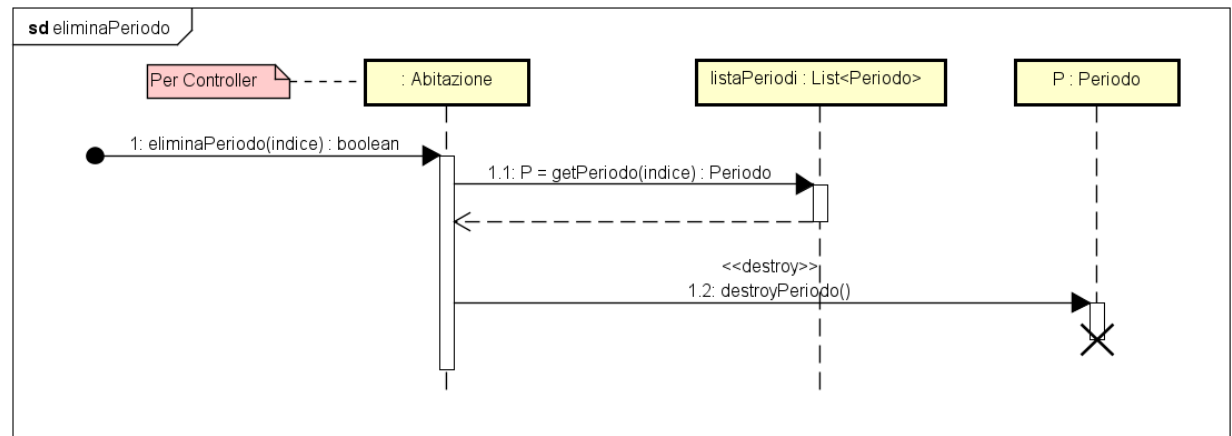 sd eliminaPeriodo
Per Controller
: Abitazione
listaPeriodi : List<Periodo>
P : Periodo
1: eliminaPeriodo(indice) : boolean
1.1: P = getPeriodo(indice) : Periodo
<<destroy>>
1.2: destroyPeriodo()